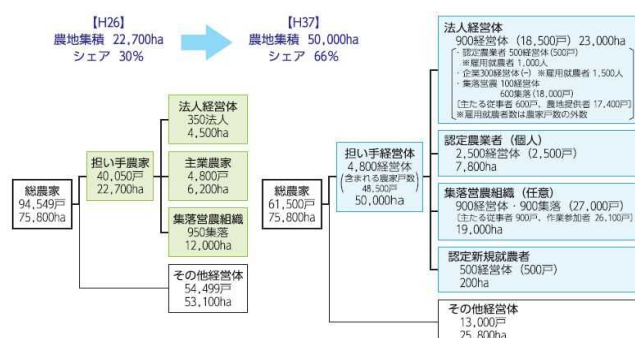 【H26】
農地集積 22,700ha
シェア 30%
【H37】
農地集積 50,000ha
シェア 66%
総農家
94,549戸
75,800ha
担い手農家
40,050戸
22,700ha
法人経営体
350法人
4,500ha
主業農家
4,800戸
6,200ha
集落営農組織
950集落
12,000ha
その他経営体
54,499戸
53,100ha
総農家
61,500戸
75,800ha
担い手経営体
4,800経営体
(含まれる農家戸数
48,500戸)
50,000ha
法人経営体
900経営体(18,500戸)23,000ha
・認定農業者 500経営体(500戸)
※雇用就農者 1,000人
・企業300経営体(-) ※雇用就農者 1,500人
・集落営農 100経営体
600集落(18,000戸)
[主たる従事者 600戸、農地提供者 17,400戸]
※雇用就農者数は農家戸数の外数
認定農業者(個人)
2,500経営体(2,500戸)
7,800ha
集落営農組織(任意)
900経営体・900集落(27,000戸)
[主たる従事者 900戸、作業参加者 26,100戸]
19,000ha
認定新規就農者
500経営体(500戸)
200ha
その他経営体
13,000戸
25,800ha